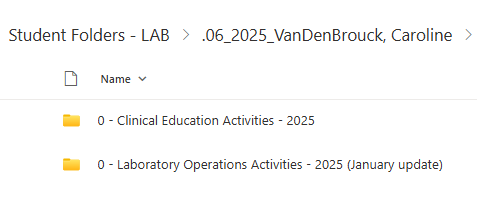 Student Folders - LAB > .06_2025_VanDenBrouck, Caroline >
Name
0 - Clinical Education Activities - 2025
0 - Laboratory Operations Activities - 2025 (January update)